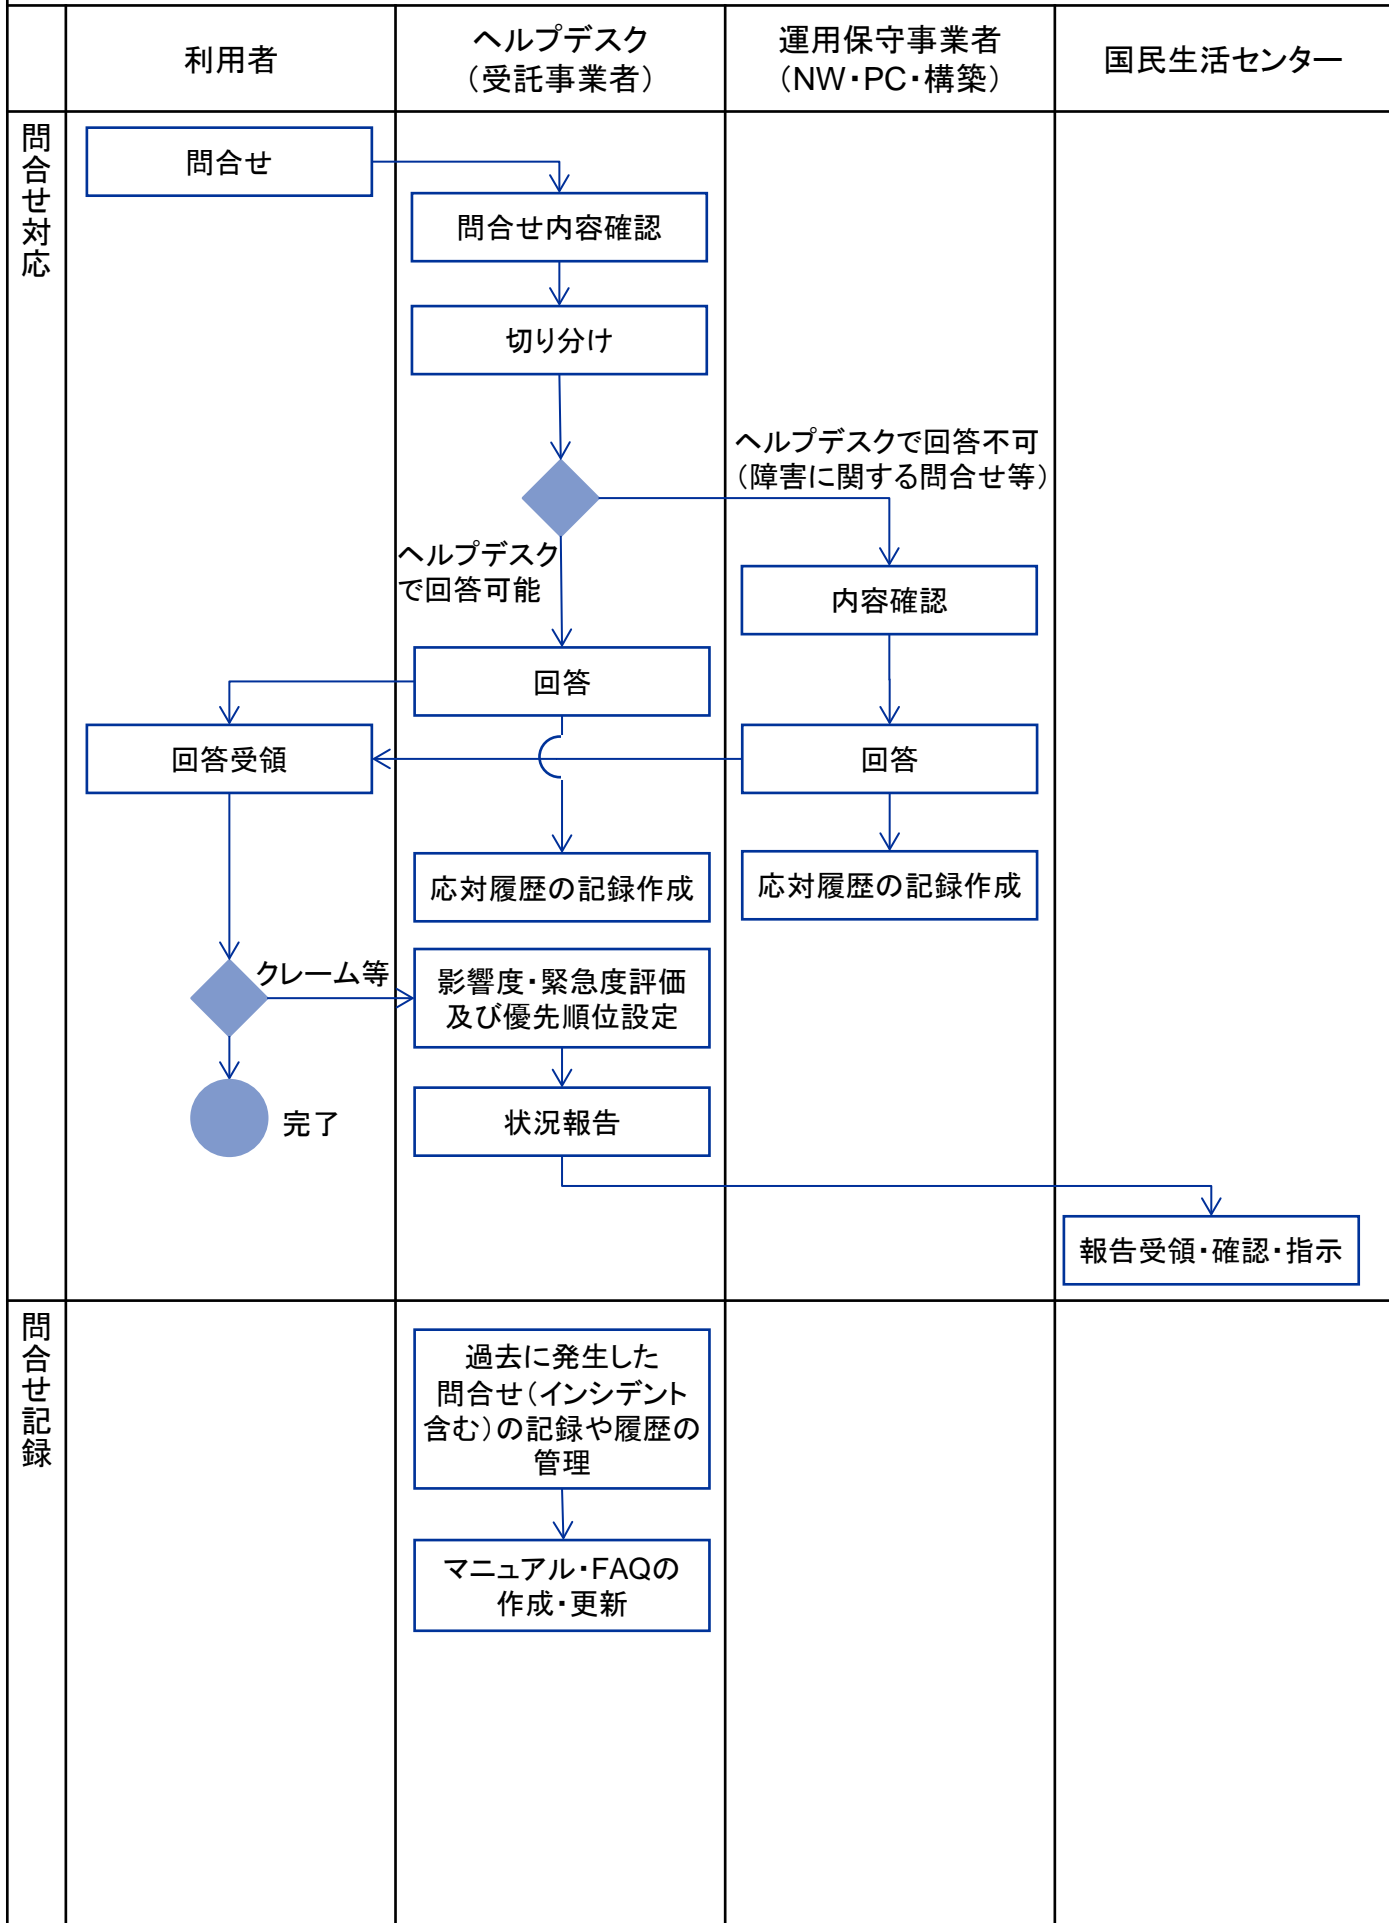 利用者
ヘルプデスク
（受託事業者）
運用保守事業者
（NW・PC・構築）
国民生活センター
問合せ対応
問合せ
問合せ内容確認
切り分け
ヘルプデスクで回答不可
（障害に関する問合せ等）
ヘルプデスク
で回答可能
内容確認
回答
回答受領
回答
応対履歴の記録作成
応対履歴の記録作成
クレーム等
影響度・緊急度評価
及び優先順位設定
完了
状況報告
報告受領・確認・指示
問合せ記録
過去に発生した
問合せ（インシデント
含む）の記録や履歴の
管理
マニュアル・FAQの
作成・更新